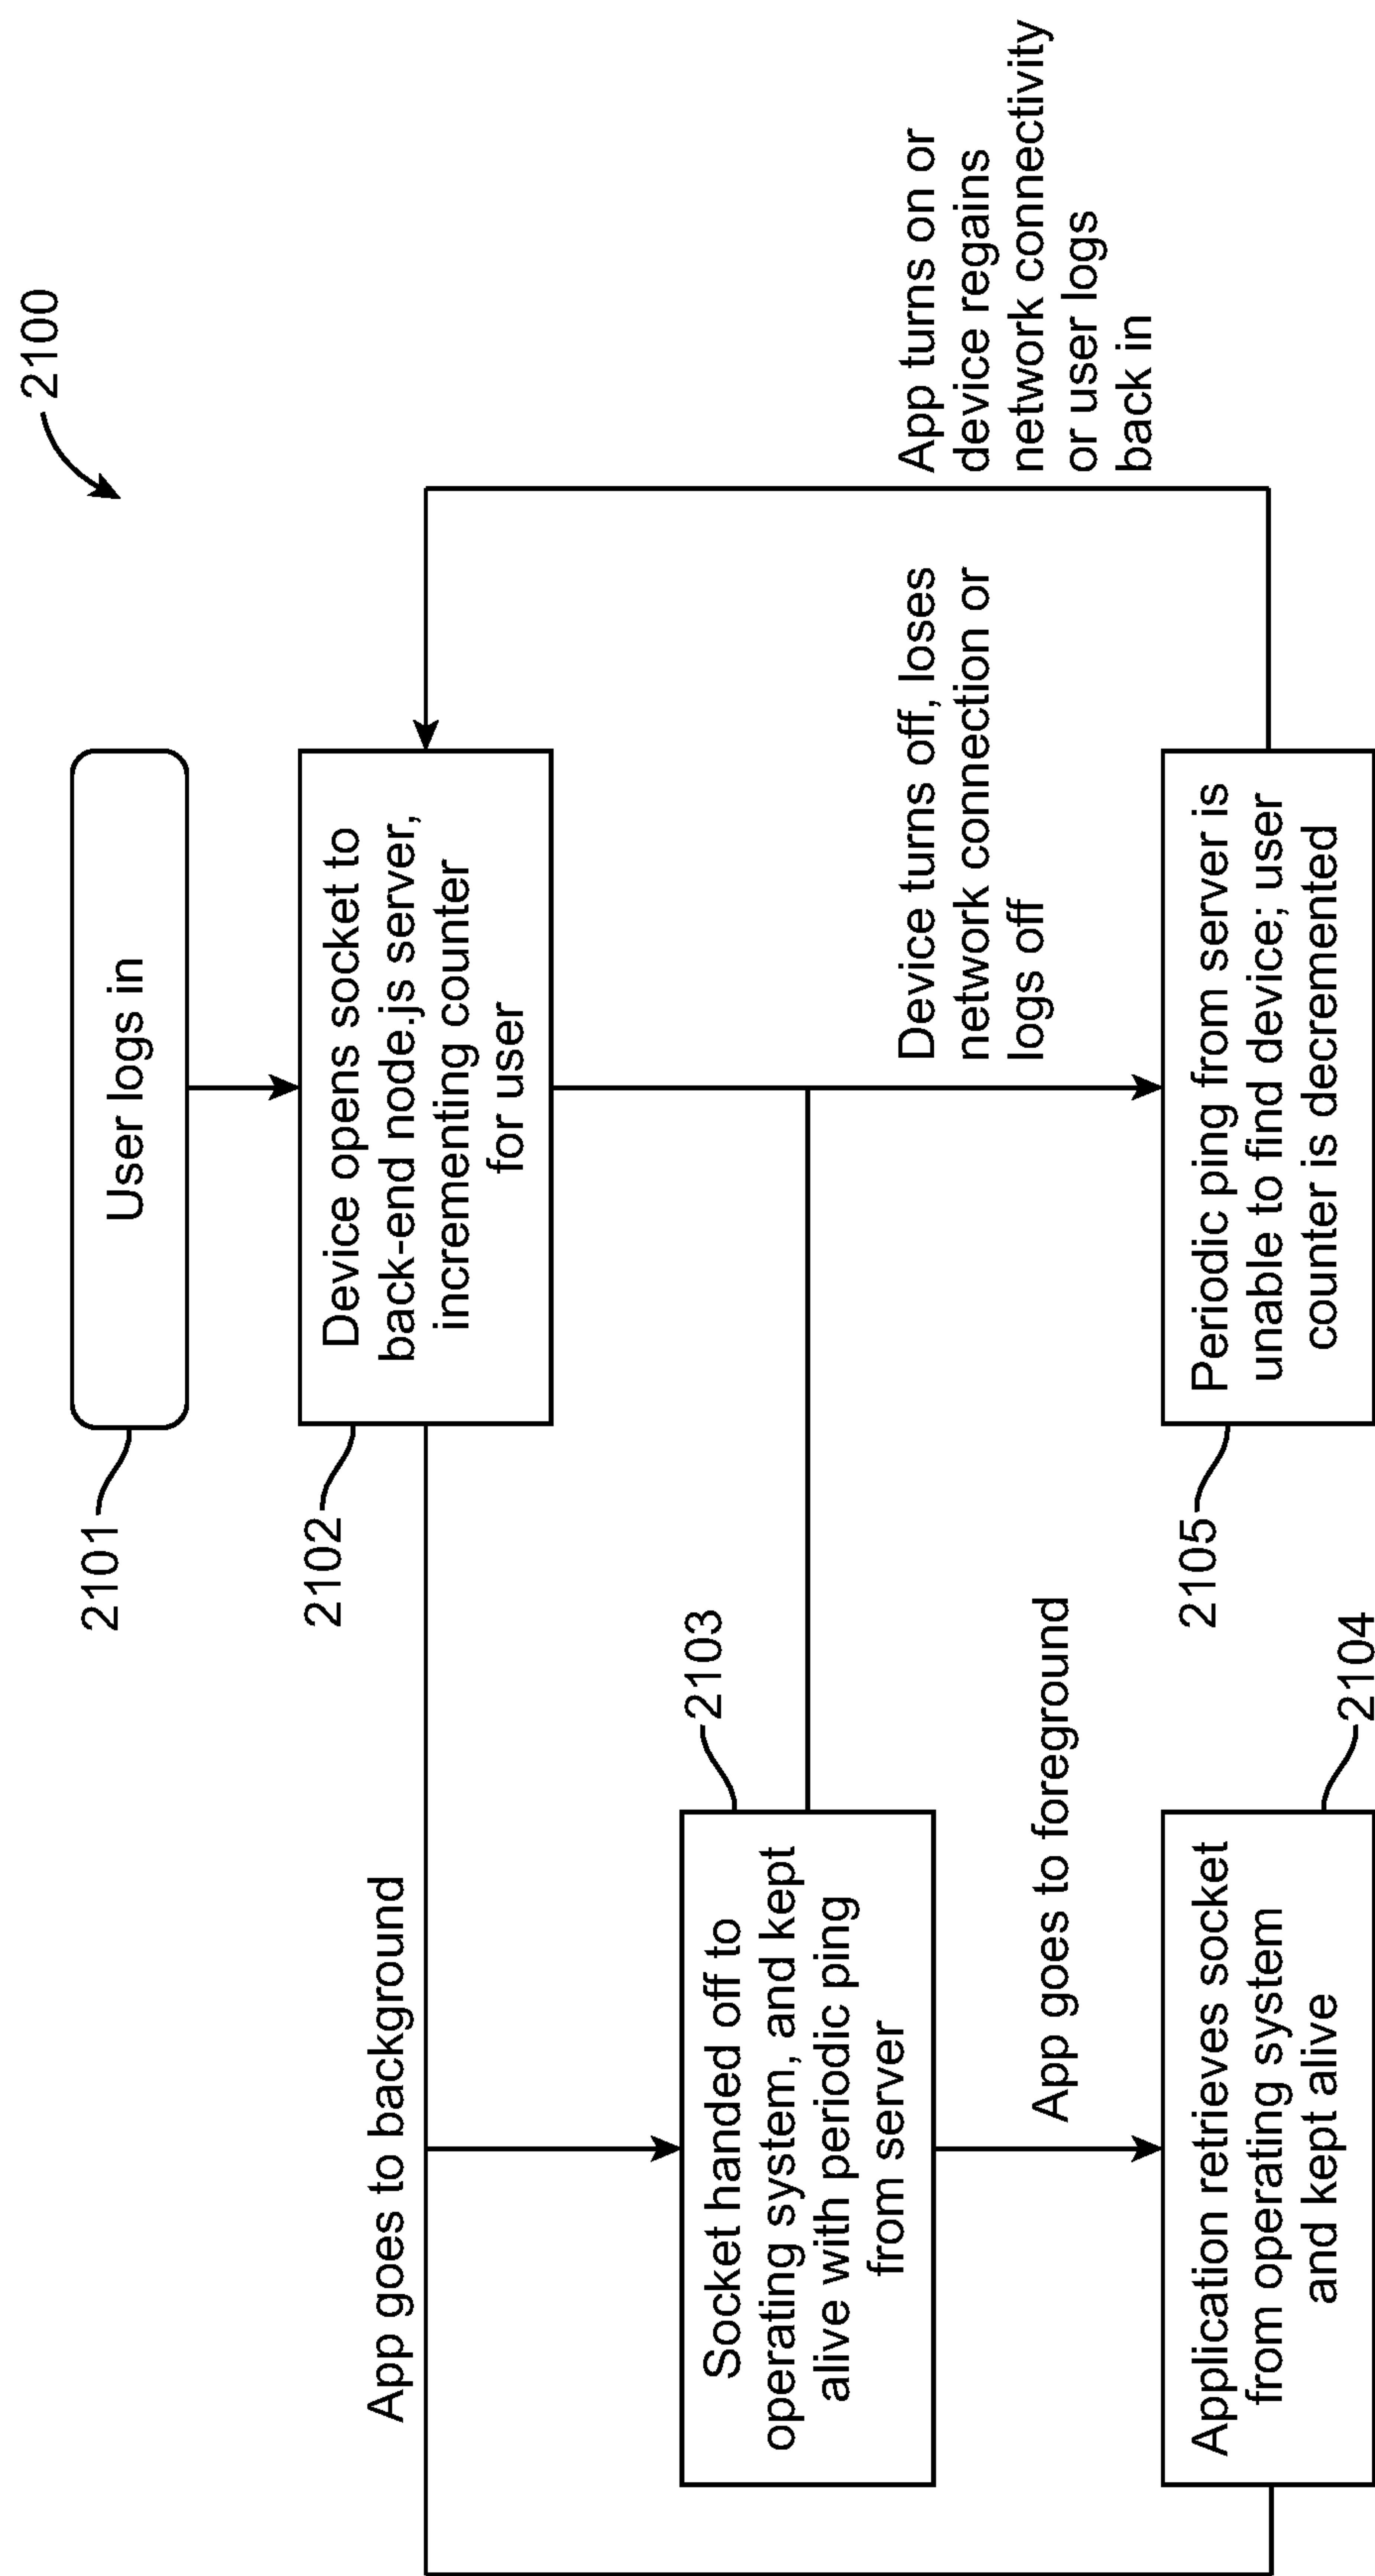 2100
2101
User logs in
2102
Device opens socket to
back-end node.js server,
incrementing counter
for user
App goes to background
2103
Socket handed off to
operating system, and kept
alive with periodic ping
from server
Device turns off, loses
network connection or
logs off
App turns on or
device regains
network connectivity
or user logs
back in
App goes to foreground
2104
Application retrieves socket
from operating system
and kept alive
2105
Periodic ping from server is
unable to find device; user
counter is decremented